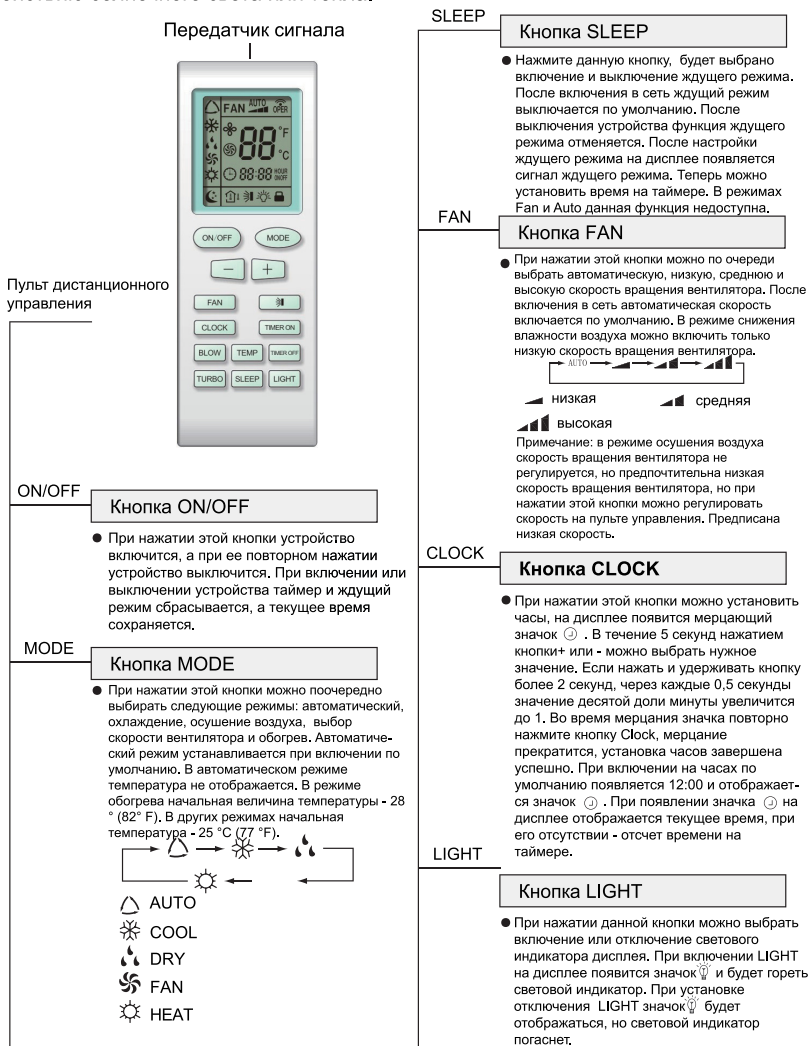 Передатчик сигнала
FAN AUTO OPER
88 °F
°C
88:88 HOUR
ON/OFF
ON/OFF MODE
- +
FAN
CLOCK TIMER ON
BLOW TEMP TIMER OFF
TURBO SLEEP LIGHT
Пульт дистанционного
управления
ON/OFF
Кнопка ON/OFF
● При нажатии этой кнопки устройство
включится, а при ее повторном нажатии
устройство выключится. При включении или
выключении устройства таймер и ждущий
режим сбрасывается, а текущее время
сохраняется.
MODE
Кнопка MODE
● При нажатии этой кнопки можно поочередно
выбирать следующие режимы: автоматический,
охлаждение, осушение воздуха, выбор
скорости вентилятора и обогрев. Автоматиче-
ский режим устанавливается при включении по
умолчанию. В автоматическом режиме
температура не отображается. В режиме
обогрева начальная величина температуры - 28
° (82° F). В других режимах начальная
температура - 25 °C (77 °F).
AUTO
COOL
DRY
FAN
HEAT
SLEEP
Кнопка SLEEP
● Нажмите данную кнопку, будет выбрано
включение и выключение ждущего режима.
После включения в сеть ждущий режим
выключается по умолчанию. После
выключения устройства функция ждущего
режима отменяется. После настройки
ждущего режима на дисплее появляется
сигнал ждущего режима. Теперь можно
установить время на таймере. В режимах
Fan и Auto данная функция недоступна.
FAN
Кнопка FAN
● При нажатии этой кнопки можно по очереди
выбрать автоматическую, низкую, среднюю и
высокую скорость вращения вентилятора. После
включения в сеть автоматическая скорость
включается по умолчанию. В режиме снижения
влажности воздуха можно включить только
низкую скорость вращения вентилятора.
AUTO
низкая средняя
высокая
Примечание: в режиме осушения воздуха
скорость вращения вентилятора не
регулируется, но предпочтительна низкая
скорость вращения вентилятора, но при
нажатии этой кнопки можно регулировать
скорость на пульте управления. Предписана
низкая скорость.
CLOCK
Кнопка CLOCK
● При нажатии этой кнопки можно установить
часы, на дисплее появится мерцающий
значок . В течение 5 секунд нажатием
кнопки+ или - можно выбрать нужное
значение. Если нажать и удерживать кнопку
более 2 секунд, через каждые 0,5 секунды
значение десятой доли минуты увеличится
до 1. Во время мерцания значка повторно
нажмите кнопку Clock, мерцание
прекратится, установка часов завершена
успешно. При включении на часах по
умолчанию появляется 12:00 и отображает-
ся значок . При появлении значка на
дисплее отображается текущее время, при
его отсутствии - отсчет времени на
таймере.
LIGHT
Кнопка LIGHT
● При нажатии данной кнопки можно выбрать
включение или отключение светового
индикатора дисплея. При включении LIGHT
на дисплее появится значок и будет гореть
световой индикатор. При установке
отключения LIGHT значок будет
отображаться, но световой индикатор
погаснет.